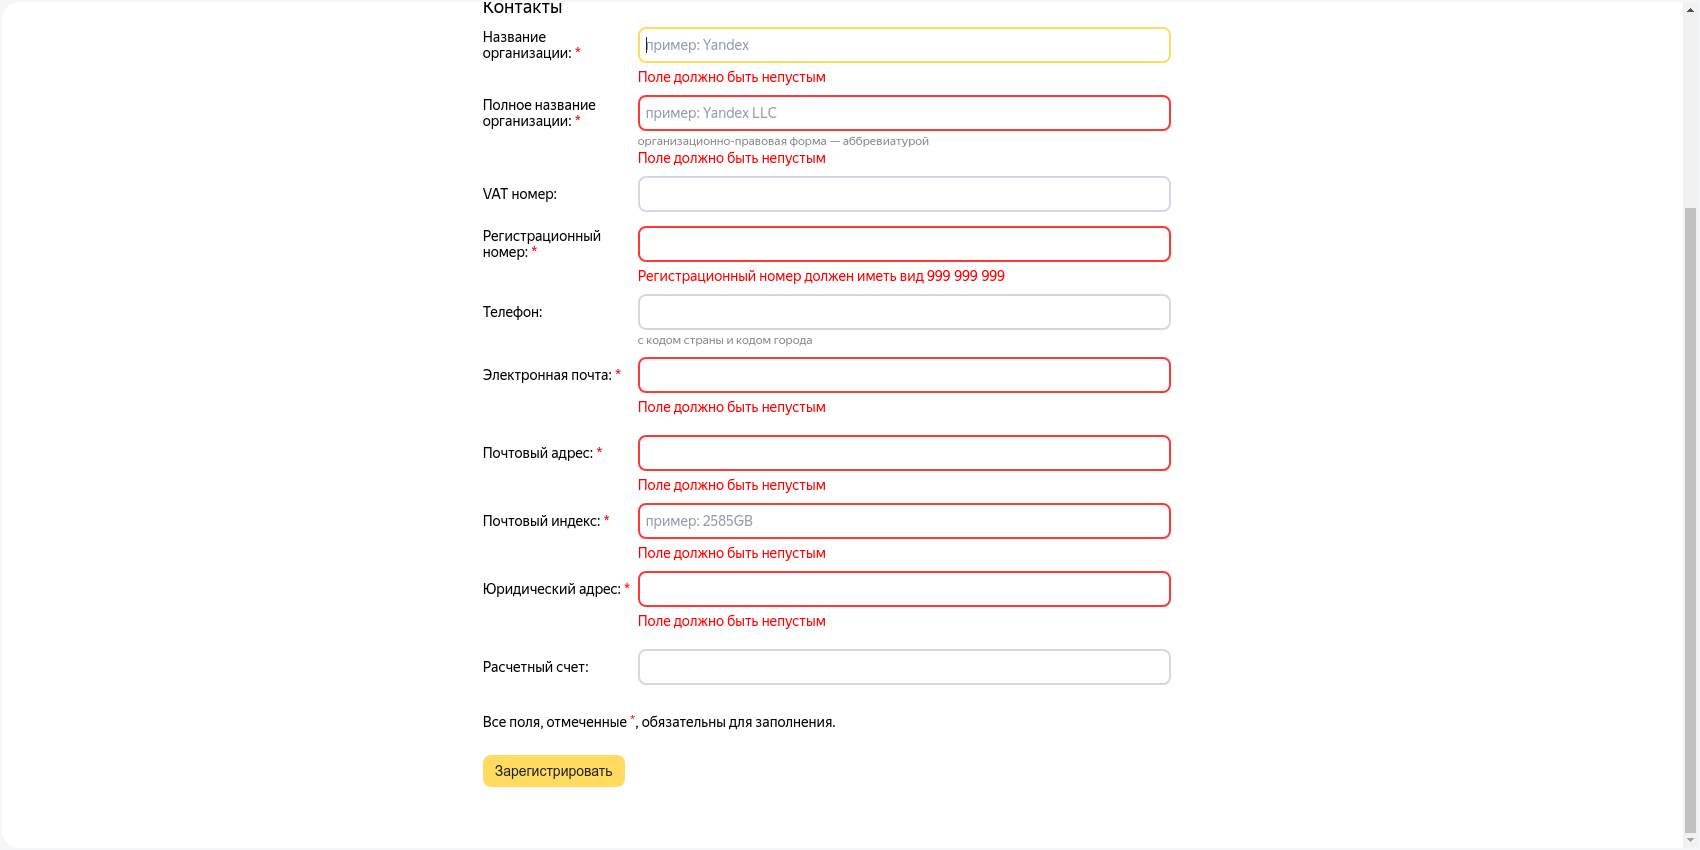 Контакты
Название
организации: *
пример: Yandex
Поле должно быть непустым
Полное название
организации: *
пример: Yandex LLC
организационно-правовая форма — аббревиатурой
Поле должно быть непустым
VAT номер:
Регистрационный
номер: *
Регистрационный номер должен иметь вид 999 999 999
Телефон:
с кодом страны и кодом города
Электронная почта: *
Поле должно быть непустым
Почтовый адрес: *
Поле должно быть непустым
Почтовый индекс: *
пример: 2585GB
Поле должно быть непустым
Юридический адрес: *
Поле должно быть непустым
Расчетный счет:
Все поля, отмеченные *, обязательны для заполнения.
Зарегистрировать